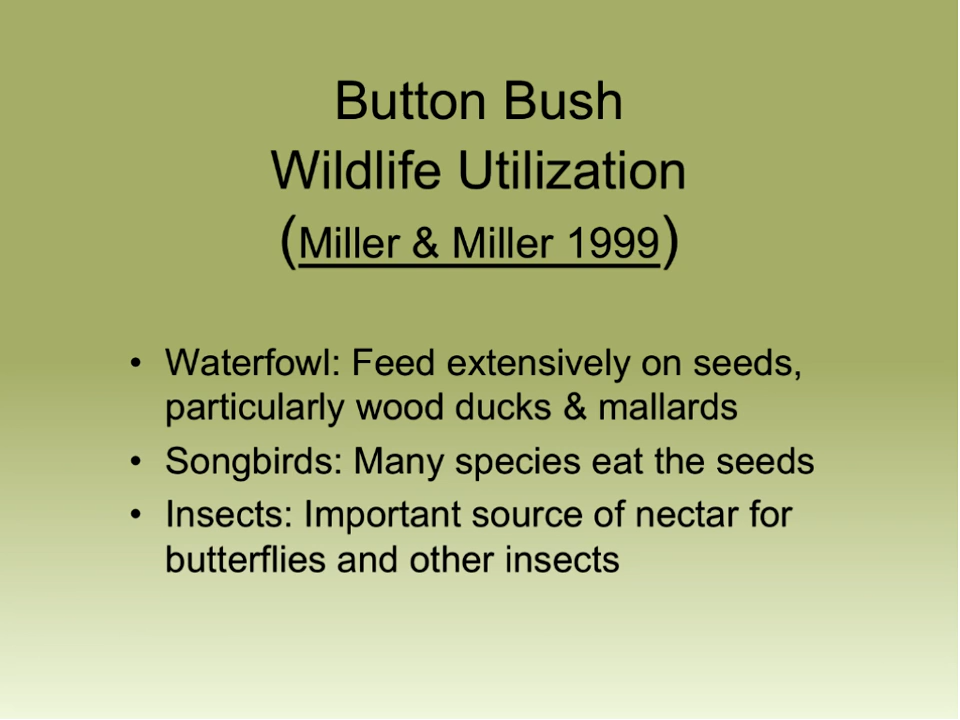 Button Bush
Wildlife Utilization
(Miller & Miller 1999)
• Waterfowl: Feed extensively on seeds,
particularly wood ducks & mallards
• Songbirds: Many species eat the seeds
• Insects: Important source of nectar for
butterflies and other insects